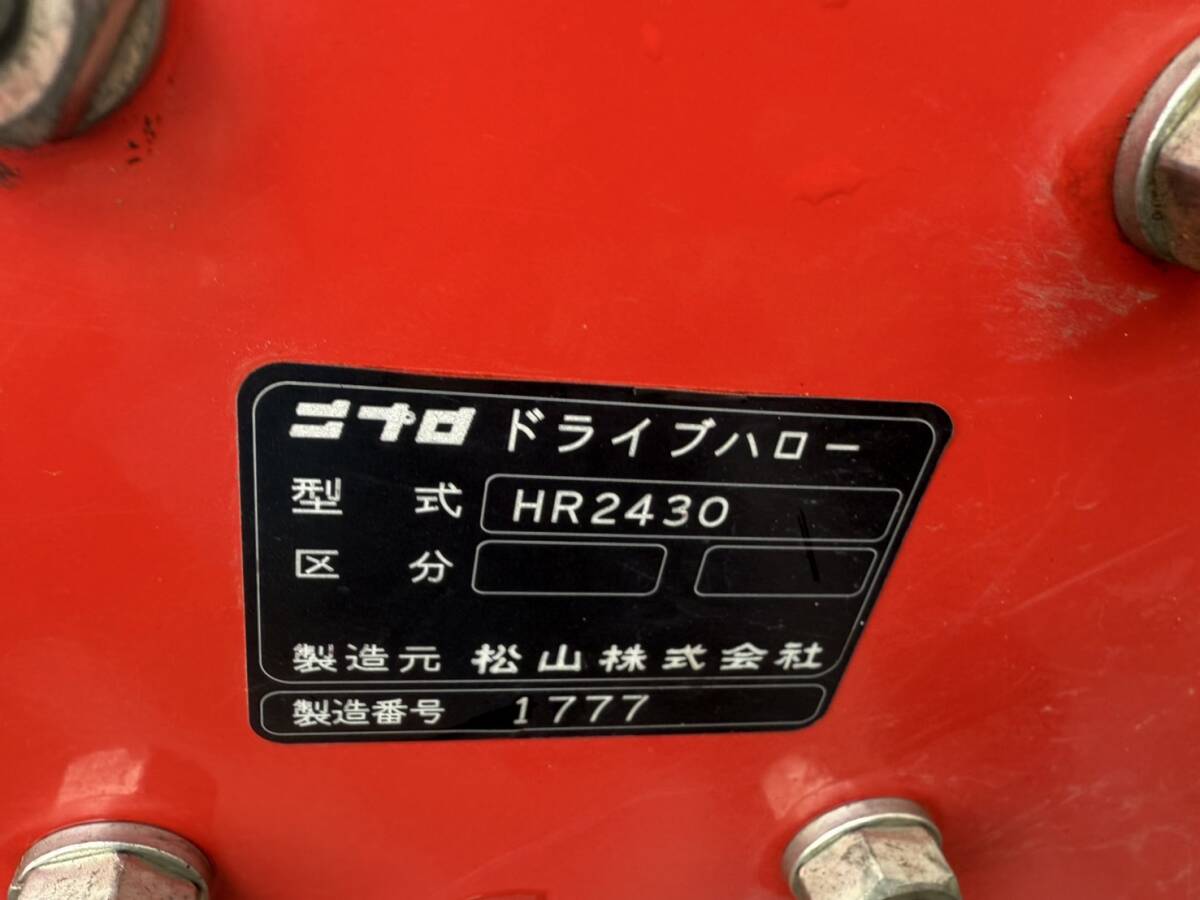 ニプロ ドライブハロー
型式 HR2430
区分
製造元 松山株式会社
製造番号 1777